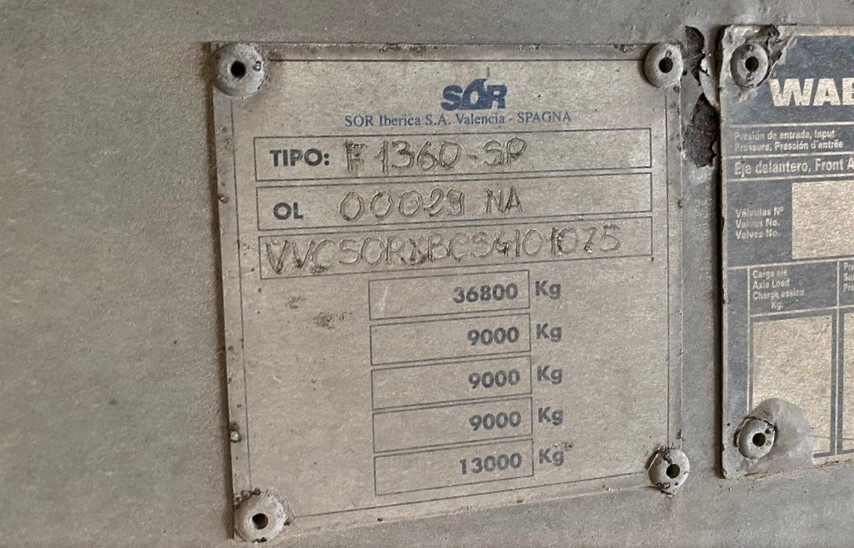 SOR
SOR Iberica S.A. Valencia - SPAGNA
TIPO: F 1360-SP
OL 00029 NA
36800 Kg
9000 Kg
9000 Kg
9000 Kg
13000 Kg
WAB
Presión de entrada, Input
Pressure, Pression d'entrée
Eje delantero, Front A
Válvulas Nº
Valves No.
Valves No.
Carga eje
Axle Load
Charge essieu
Kg.